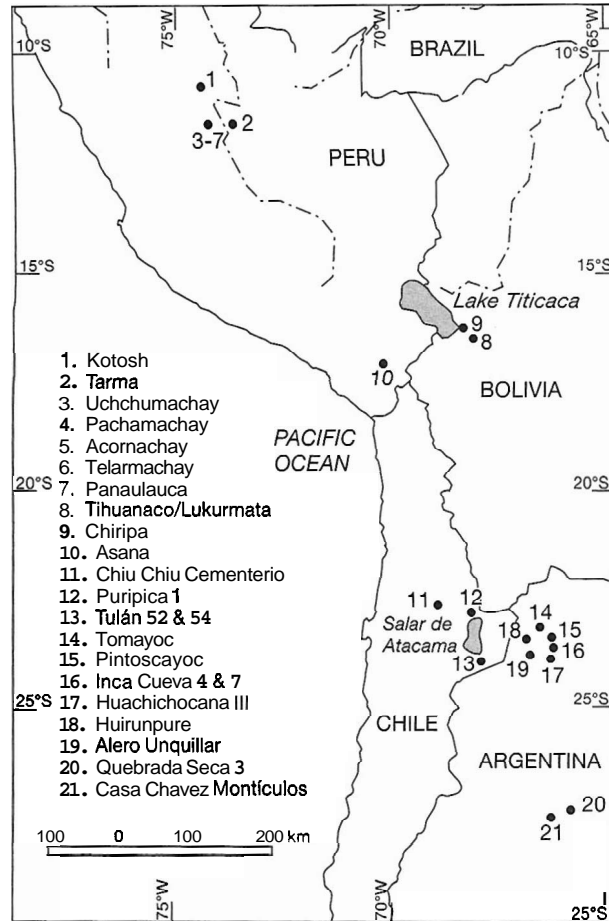 75°W
70°W
65°W
10°S
10°S
BRAZIL
1
2
3-7
PERU
15°S
15°S
Lake Titicaca
9
8
10
BOLIVIA
1. Kotosh
2. Tarma
3. Uchchumachay
4. Pachamachay
5. Acornachay
6. Telarmachay
7. Panaulauca
8. Tihuanaco/Lukurmata
9. Chiripa
10. Asana
11. Chiu Chiu Cementerio
12. Puripica 1
13. Tulán 52 & 54
14. Tomayoc
15. Pintoscayoc
16. Inca Cueva 4 & 7
17. Huachichocana III
18. Huirunpure
19. Alero Unquillar
20. Quebrada Seca 3
21. Casa Chavez Montículos
PACIFIC
OCEAN
20°S
20°S
11
12
Salar de
Atacama
13
14
18
15
16
19
17
25°S
25°S
CHILE
ARGENTINA
20
21
100 0 100 200 km
75°W
70°W
25°S